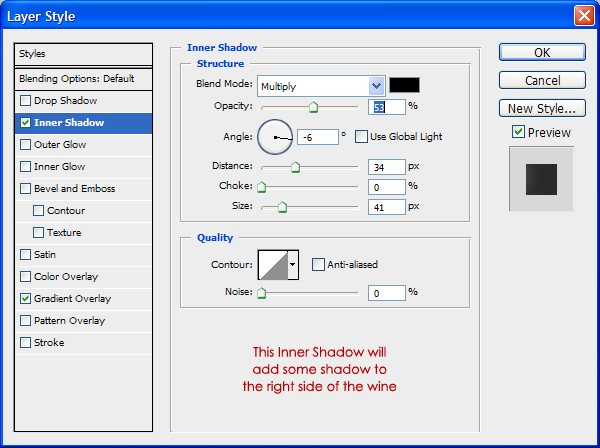 Layer Style
Styles
Blending Options: Default
Drop Shadow
Inner Shadow
Outer Glow
Inner Glow
Bevel and Emboss
Contour
Texture
Satin
Color Overlay
Gradient Overlay
Pattern Overlay
Stroke
Inner Shadow
Structure
Blend Mode: Multiply
Opacity: 53 %
Angle: -6 ° Use Global Light
Distance: 34 px
Choke: 0 %
Size: 41 px
Quality
Contour: Anti-aliased
Noise: 0 %
This Inner Shadow will
add some shadow to
the right side of the wine
OK
Cancel
New Style...
Preview